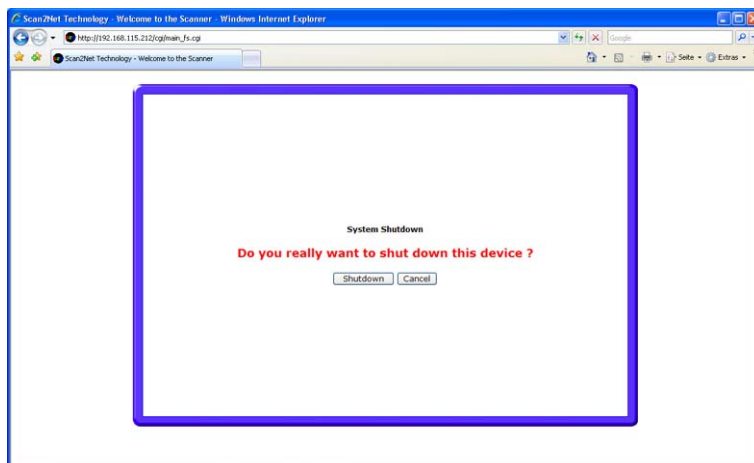 Scan2Net Technology - Welcome to the Scanner - Windows Internet Explorer
http://192.168.115.212/cgi/main_fs.cgi
Google
Scan2Net Technology - Welcome to the Scanner
Seite
Extras
System Shutdown
Do you really want to shut down this device ?
Shutdown
Cancel